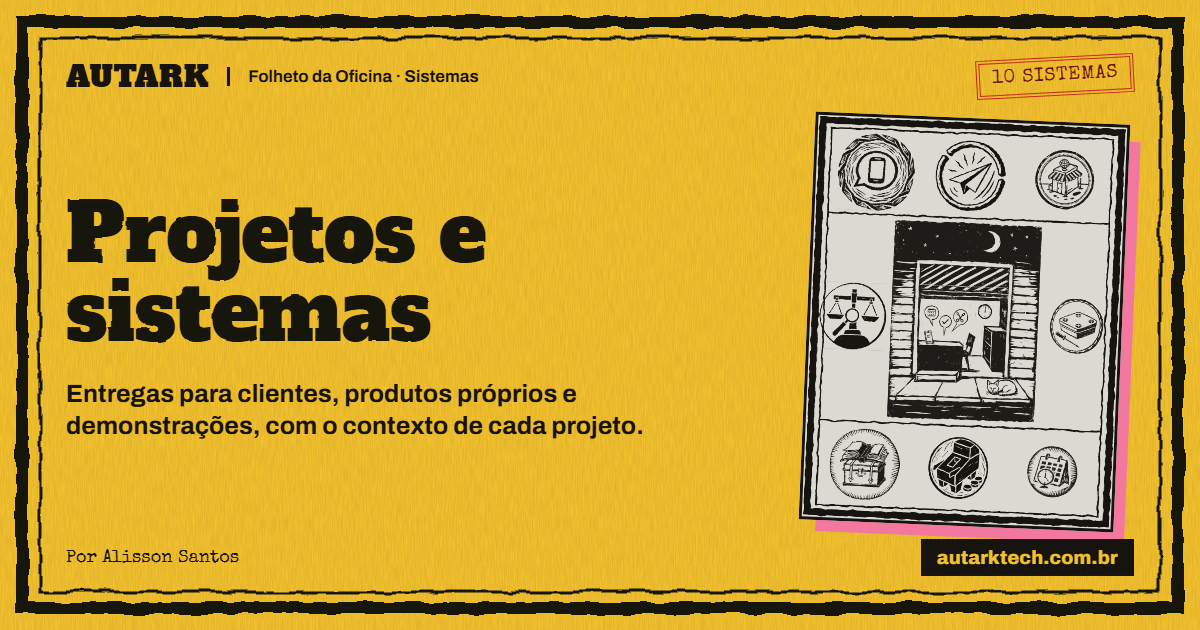 AUTARK | Folheto da Oficina · Sistemas
10 SISTEMAS
Projetos e
sistemas
Entregas para clientes, produtos próprios e
demonstrações, com o contexto de cada projeto.
Por Alisson Santos
autarktech.com.br